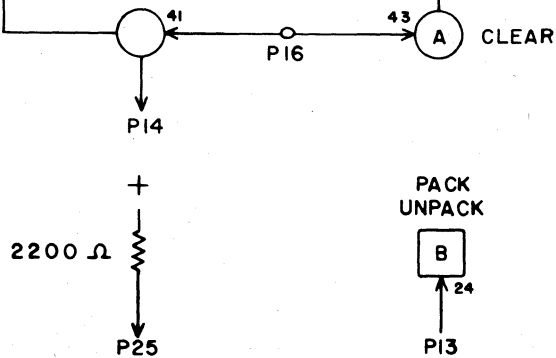 41
43
A
CLEAR
P16
P14
+
PACK
UNPACK
2200 Ω
B
24
P25
P13